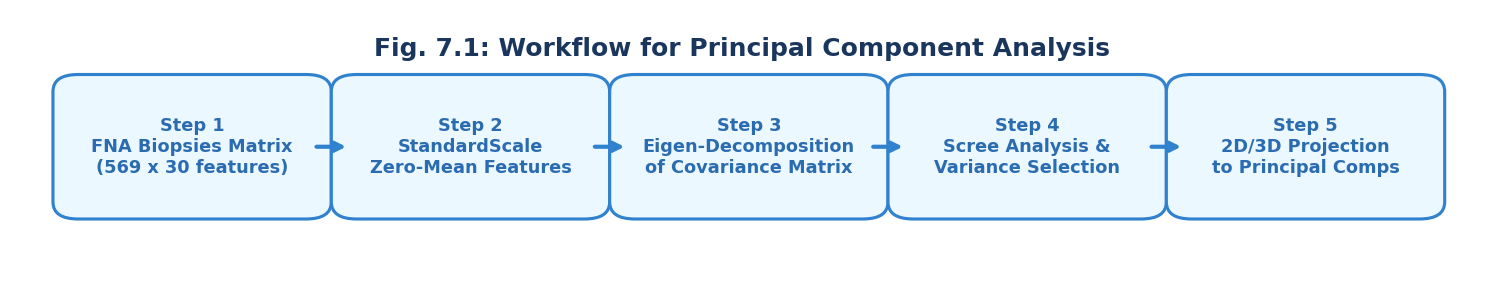 Fig. 7.1: Workflow for Principal Component Analysis
Step 1
FNA Biopsies Matrix
(569 x 30 features)
Step 2
StandardScale
Zero-Mean Features
Step 3
Eigen-Decomposition
of Covariance Matrix
Step 4
Scree Analysis &
Variance Selection
Step 5
2D/3D Projection
to Principal Comps